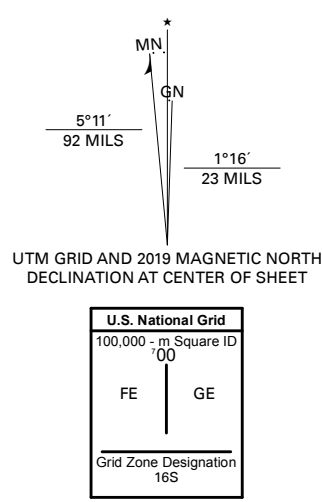 ★
MN
GN
5°11´
92 MILS
1°16´
23 MILS
UTM GRID AND 2019 MAGNETIC NORTH
DECLINATION AT CENTER OF SHEET
U.S. National Grid
100,000 - m Square ID
⁷00
FE GE
Grid Zone Designation
16S